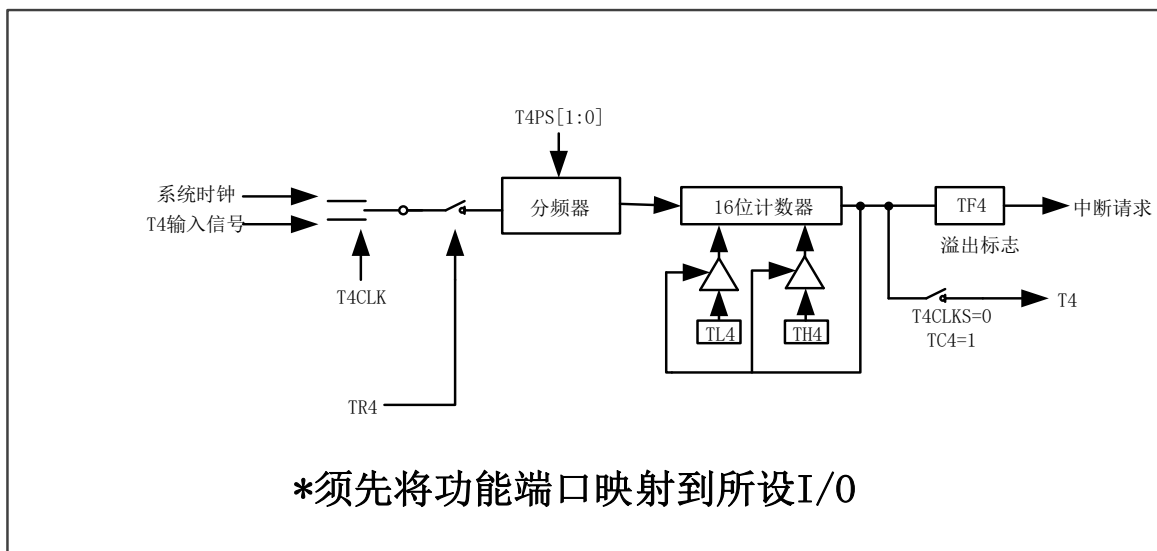 T4PS[1:0]
系统时钟
T4输入信号
分频器
16位计数器
TF4
中断请求
溢出标志
T4CLK
TL4
TH4
T4
T4CLKS=0
TC4=1
TR4
*须先将功能端口映射到所设I/O